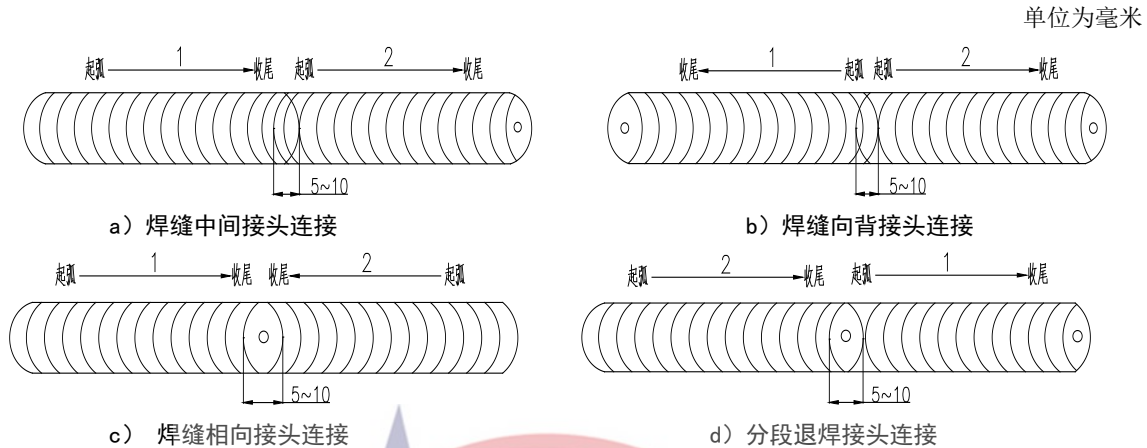 单位为毫米
起弧 1 收尾 起弧 2 收尾
收尾 1 起弧 起弧 2 收尾
5~10
5~10
a）焊缝中间接头连接
b）焊缝向背接头连接
起弧 1 收尾 收尾 2 起弧
起弧 2 收尾 起弧 1 收尾
5~10
5~10
c） 焊缝相向接头连接
d）分段退焊接头连接